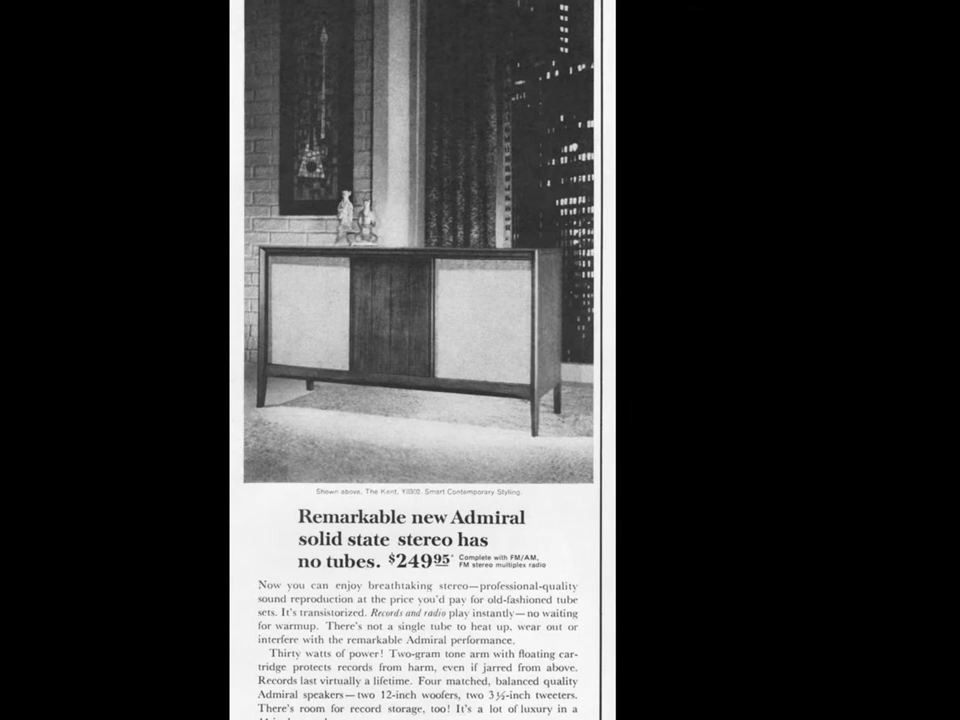 Shown above, The Kent, Smart Contemporary Styling.
Remarkable new Admiral
solid state stereo has
no tubes. $24995* Complete with FM/AM,
FM stereo multiplex radio
Now you can enjoy breathtaking stereo—professional-quality
sound reproduction at the price you'd pay for old-fashioned tube
sets. It's transistorized. Records and radio play instantly—no waiting
for warmup. There's not a single tube to heat up, wear out or
interfere with the remarkable Admiral performance.
Thirty watts of power! Two-gram tone arm with floating car-
tridge protects records from harm, even if jarred from above.
Records last virtually a lifetime. Four matched, balanced quality
Admiral speakers—two 12-inch woofers, two 3½-inch tweeters.
There's room for record storage, too! It's a lot of luxury in a